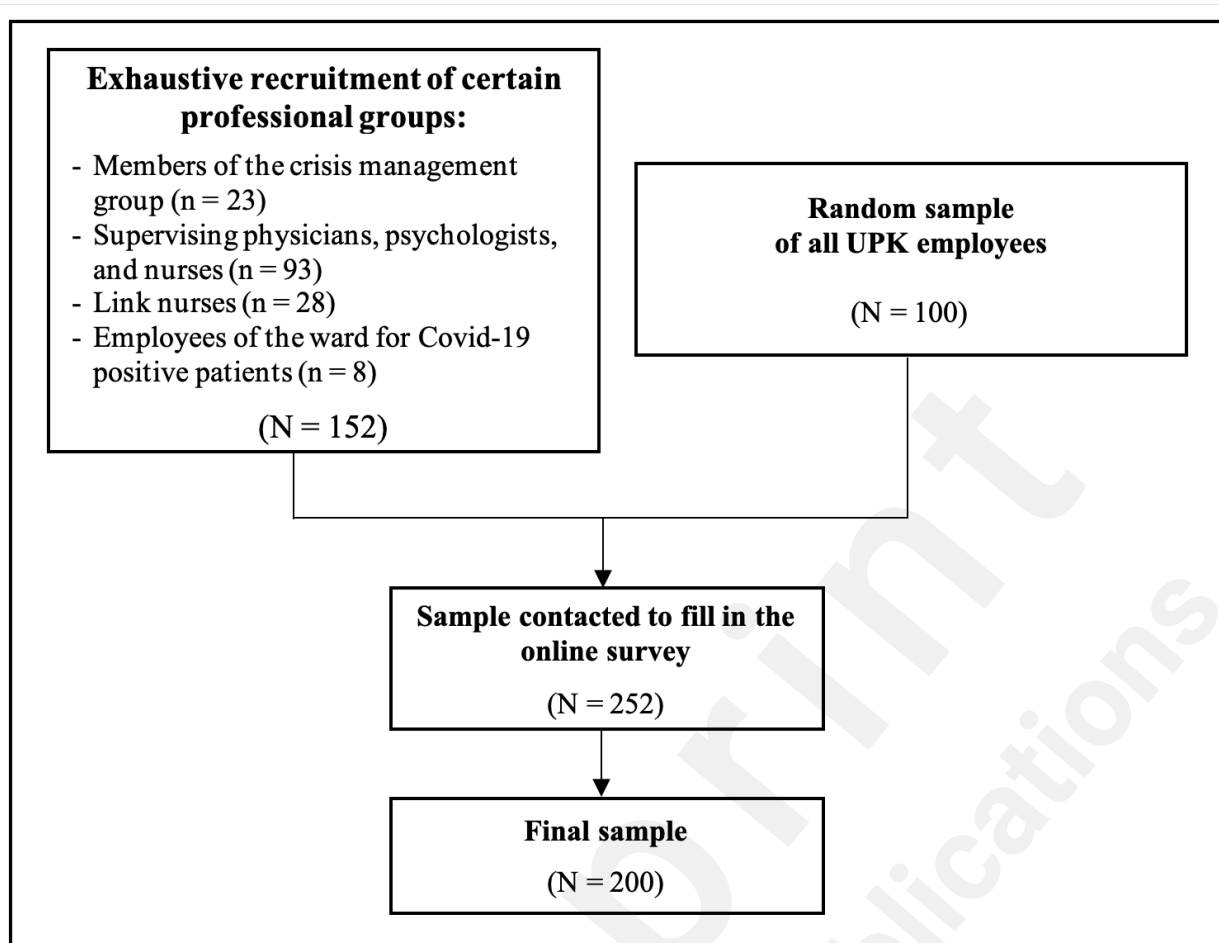 Exhaustive recruitment of certain
professional groups:
- Members of the crisis management
group (n = 23)
- Supervising physicians, psychologists,
and nurses (n = 93)
- Link nurses (n = 28)
- Employees of the ward for Covid-19
positive patients (n = 8)
(N = 152)
Random sample
of all UPK employees
(N = 100)
Sample contacted to fill in the
online survey
(N = 252)
Final sample
(N = 200)
print
plications